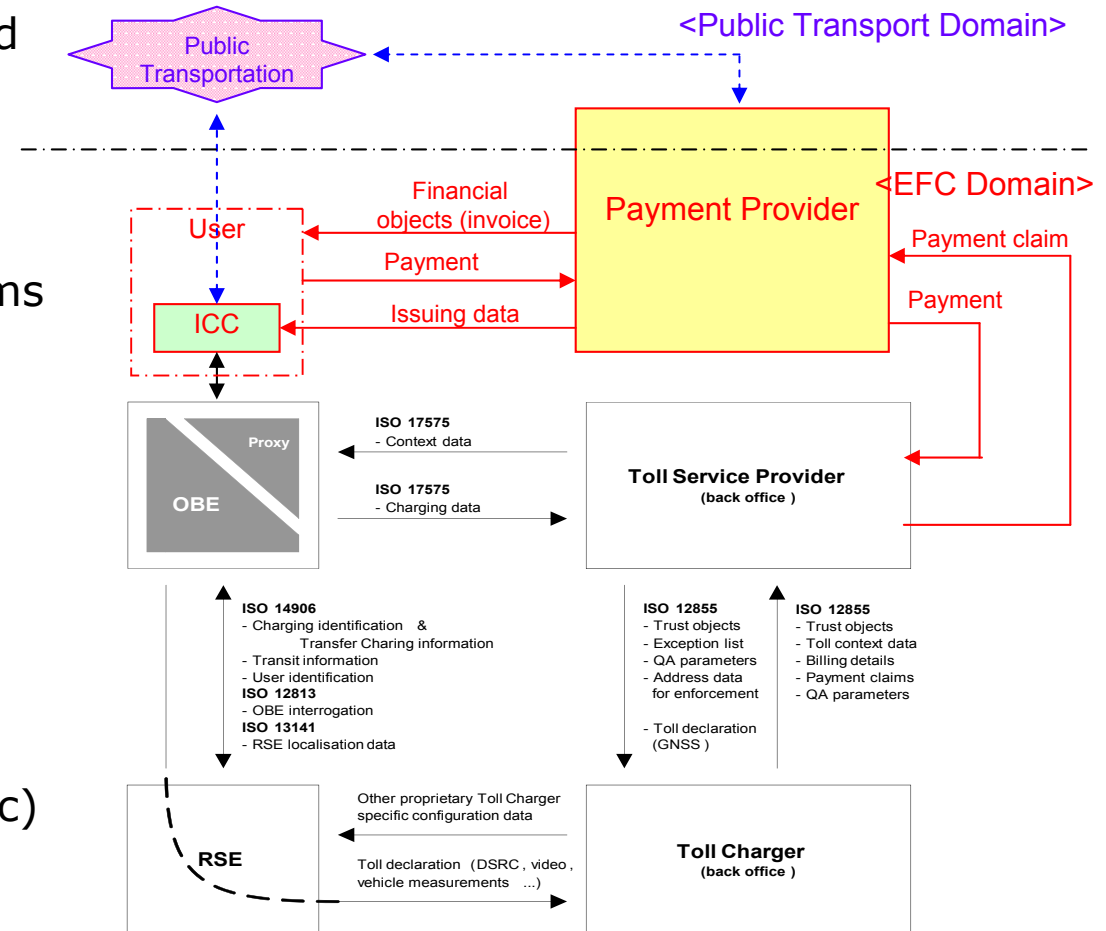 d
<Public Transport Domain>
Public
Transportation
<EFC Domain>
Financial
objects (invoice)
Payment Provider
User
Payment claim
Payment
ms
Payment
Issuing data
ICC
ISO 17575
- Context data
Proxy
OBE
Toll Service Provider
(back office )
ISO 17575
- Charging data
ISO 14906
- Charging identification &
Transfer Charing information
- Transit information
- User identification
ISO 12813
- OBE interrogation
ISO 13141
- RSE localisation data
ISO 12855
- Trust objects
- Exception list
- QA parameters
- Address data
for enforcement
- Toll declaration
(GNSS )
ISO 12855
- Trust objects
- Toll context data
- Billing details
- Payment claims
- QA parameters
c)
Other proprietary Toll Charger
specific configuration data
RSE
Toll declaration (DSRC , video ,
vehicle measurements ...)
Toll Charger
(back office )